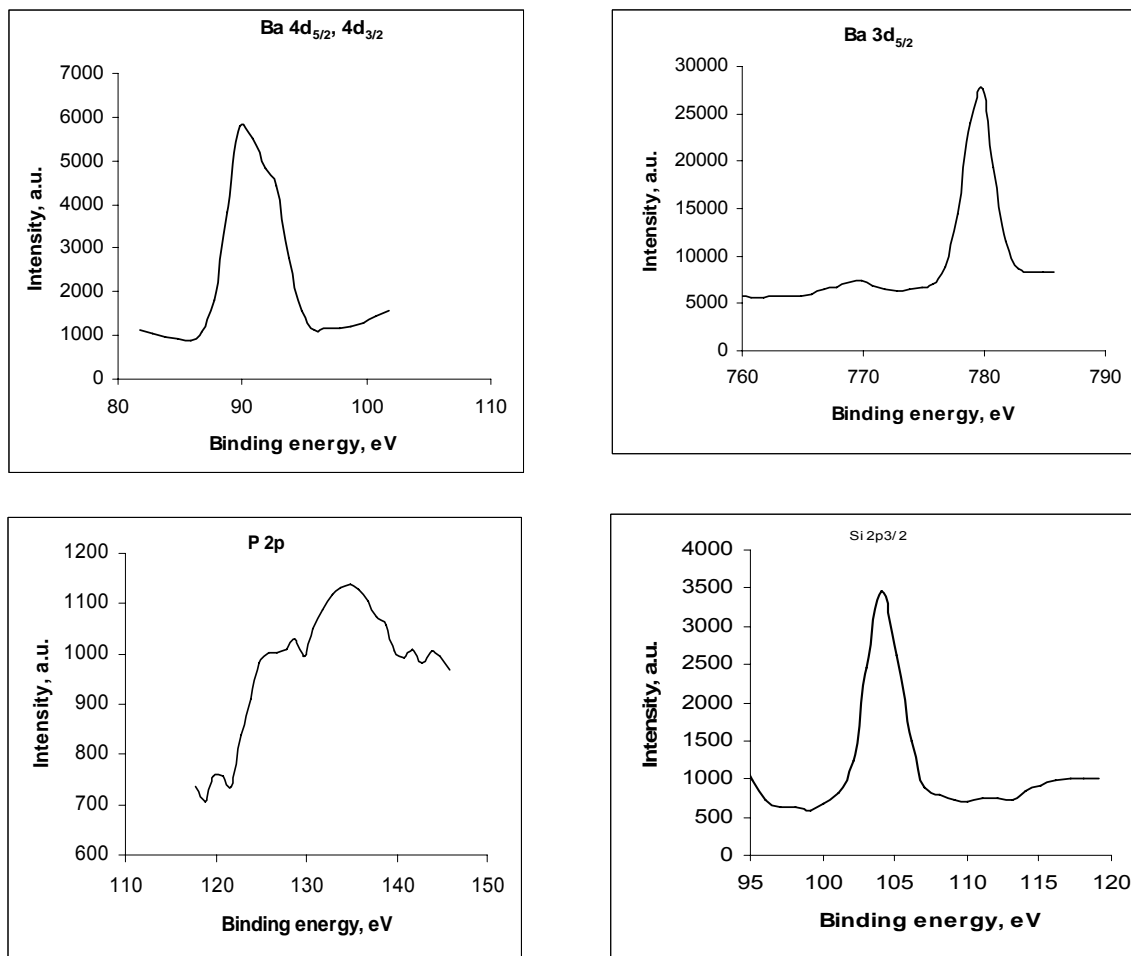 Ba 4d5/2, 4d3/2
7000
6000
5000
4000
3000
2000
1000
0
80 90 100 110
Intensity, a.u.
Binding energy, eV
Ba 3d5/2
30000
25000
20000
15000
10000
5000
0
760 770 780 790
Intensity, a.u.
Binding energy, eV
P 2p
1200
1100
1000
900
800
700
600
110 120 130 140 150
Intensity, a.u.
Binding energy, eV
Si 2p3/2
4000
3500
3000
2500
2000
1500
1000
500
0
95 100 105 110 115 120
Intensity, a.u.
Binding energy, eV